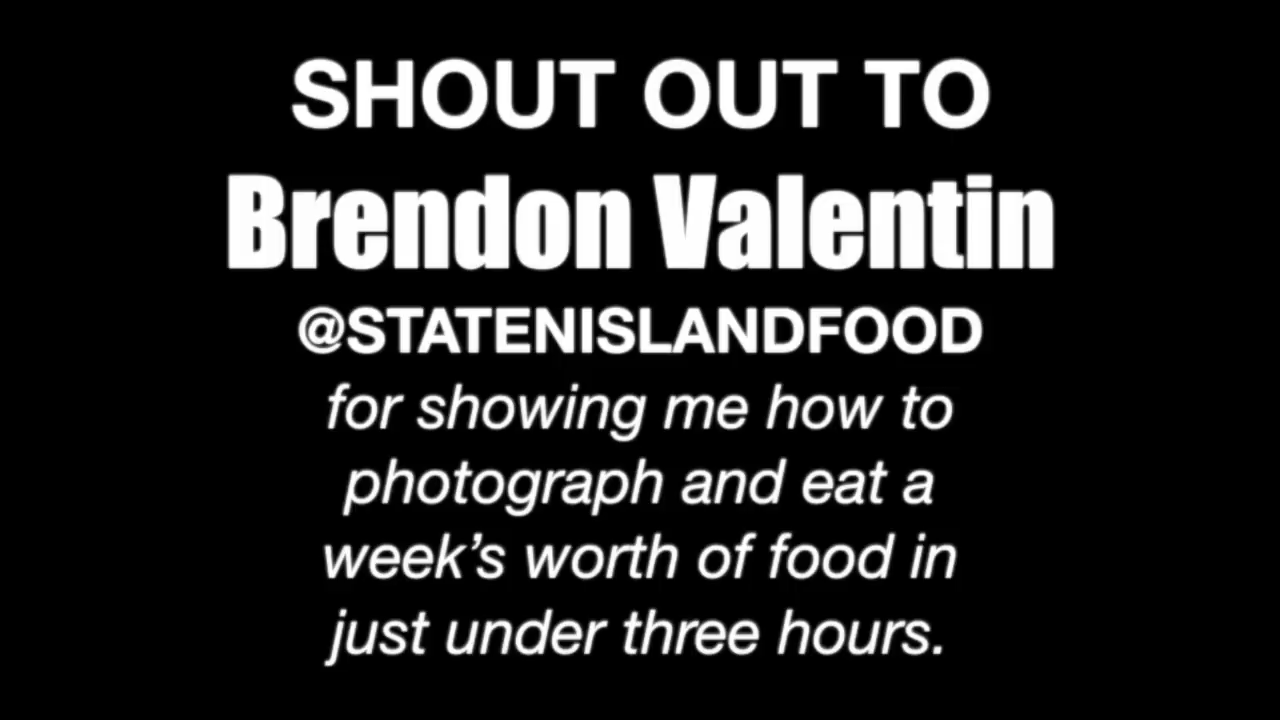 SHOUT OUT TO
Brendon Valentin
@STATENISLANDFOOD
for showing me how to
photograph and eat a
week’s worth of food in
just under three hours.